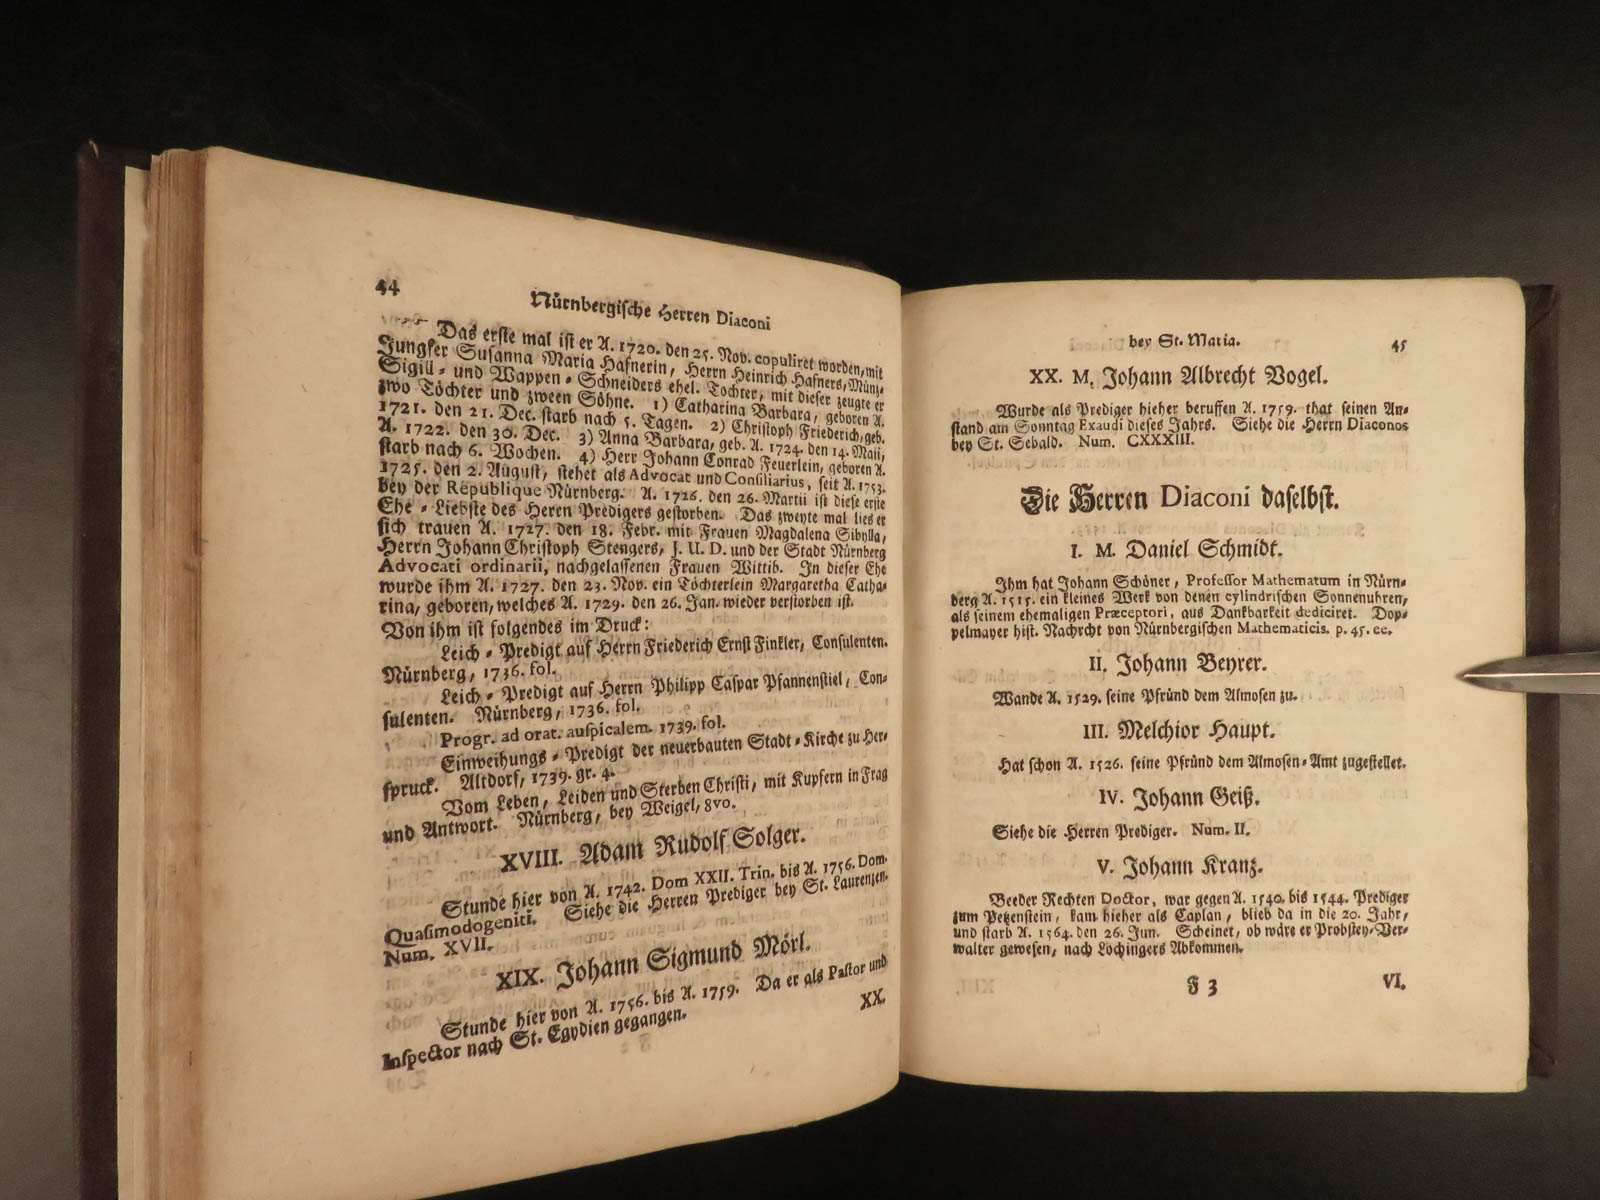 44
Nürnbergische Herren Diaconi
Das erste mal ist er A. 1720. den 25. Nov. copuliret worden, mit
Jungfer Susanna Maria Hafnerin, Herrn Heinrich Hafners, Münz-
Sigill- und Wappen-Schneiders ehel. Tochter, mit dieser zeugte er
zwo Töchter und zween Söhne. 1) Catharina Barbara, geboren A.
1721. den 21. Dec. starb nach 5. Tagen. 2) Christoph Friederich, geb.
A. 1722. den 30. Dec. 3) Anna Barbara, geb. A. 1724. den 14. Maii,
starb nach 6. Wochen. 4) Herr Johann Conrad Feuerlein, geboren A.
1725. den 2. August, stehet als Advocat und Consiliarius, seit A. 1753.
bey der Republique Nürnberg. A. 1726. den 26. Martii ist diese erste
Ehe-Liebste des Herrn Predigers gestorben. Das zweyte mal lies er
sich trauen A. 1727. den 18. Febr. mit Frauen Magdalena Sibylla,
Herrn Johann Christoph Stengers, J. U. D. und der Stadt Nürnberg
Advocati ordinarii, nachgelassenen Frauen Wittib. In dieser Ehe
wurde ihm A. 1727. den 23. Nov. ein Töchterlein Margaretha Catha-
rina, geboren, welches A. 1729. den 26. Jan. wieder verstorben ist.
Von ihm ist folgendes im Druck:
Leich-Predigt auf Herrn Friederich Ernst Finkler, Consulenten.
Nürnberg, 1736. fol.
Leich-Predigt auf Herrn Philipp Caspar Pfannenstiel, Con-
sulenten. Nürnberg, 1736. fol.
Progr. ad orat. auspicalem. 1739. fol.
Einweihungs-Predigt der neuerbauten Stadt-Kirche zu Her-
spruck. Altdorf, 1739. gr. 4.
Vom Leben, Leiden und Sterben Christi, mit Kupfern in Frag
und Antwort. Nürnberg, bey Weigel, 8vo.
XVIII. Adam Rudolf Solger.
Stunde hier von A. 1742. Dom XXII. Trin. bis A. 1756. Dom.
Quasimodogeniti. Siehe die Herren Prediger bey St. Laurenzen.
Num. XVII.
XIX. Johann Sigmund Mörl.
Stunde hier von A. 1756. bis A. 1759. Da er als Pastor und
Inspector nach St. Egydien gegangen.
XX.
bey St. Maria.
45
XX. M. Johann Albrecht Vogel.
Wurde als Prediger hieher beruffen A. 1759. that seinen An-
stand am Sonntag Exaudi dieses Jahrs. Siehe die Herrn Diaconos
bey St. Sebald. Num. CXXXIII.
Die Herren Diaconi daselbst.
I. M. Daniel Schmidt.
Ihm hat Johann Schöner, Professor Mathematum in Nürn-
berg A. 1515. ein kleines Werk von denen cylindrischen Sonnenuhren,
als seinem ehemaligen Præceptori, aus Dankbarkeit dediciret. Dop-
pelmayer hist. Nachrcht von Nürnbergischen Mathematicis. p. 45. ec.
II. Johann Beyrer.
Wande A. 1529. seine Pfründ dem Almosen zu.
III. Melchior Haupt.
Hat schon A. 1526. seine Pfründ dem Almosen-Amt zugestellet.
IV. Johann Geiß.
Siehe die Herren Prediger. Num. II.
V. Johann Kranz.
Beeder Rechten Doctor, war gegen A. 1540. bis 1544. Prediger
zum Petzenstein, kam hieher als Caplan, blieb da in die 20. Jahr,
und starb A. 1564. den 26. Jun. Scheinet, ob wäre er Probstey-Ver-
walter gewesen, nach Lochingers Abkommen.
F 3
VI.